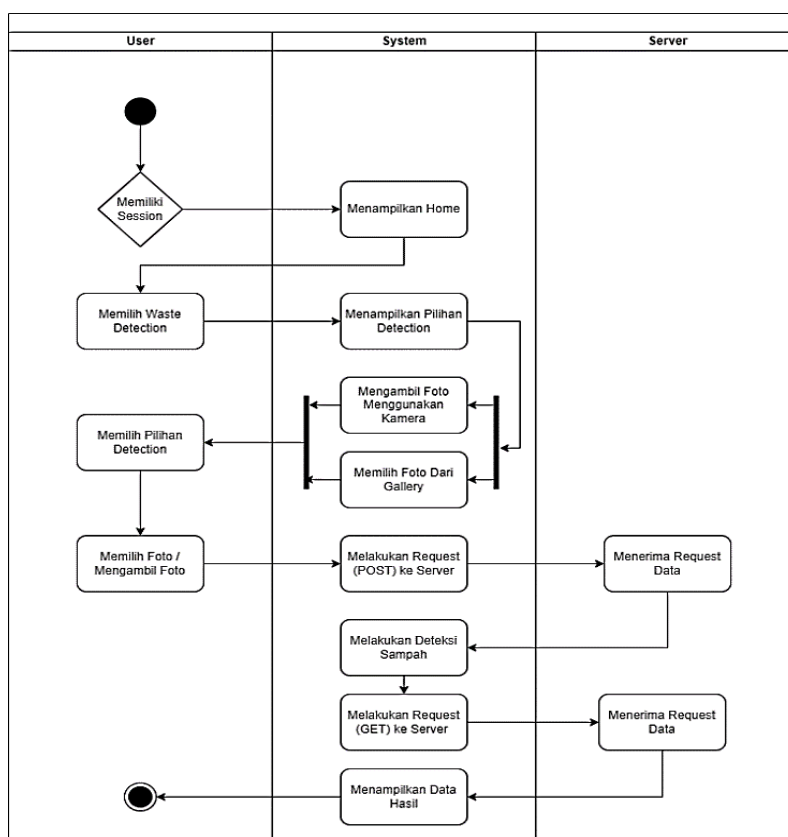 User
System
Server
Memiliki
Session
Menampilkan Home
Memilih Waste
Detection
Menampilkan Pilihan
Detection
Mengambil Foto
Menggunakan
Kamera
Memilih Pilihan
Detection
Memilih Foto Dari
Gallery
Memilih Foto /
Mengambil Foto
Melakukan Request
(POST) ke Server
Menerima Request
Data
Melakukan Deteksi
Sampah
Melakukan Request
(GET) ke Server
Menerima Request
Data
Menampilkan Data
Hasil